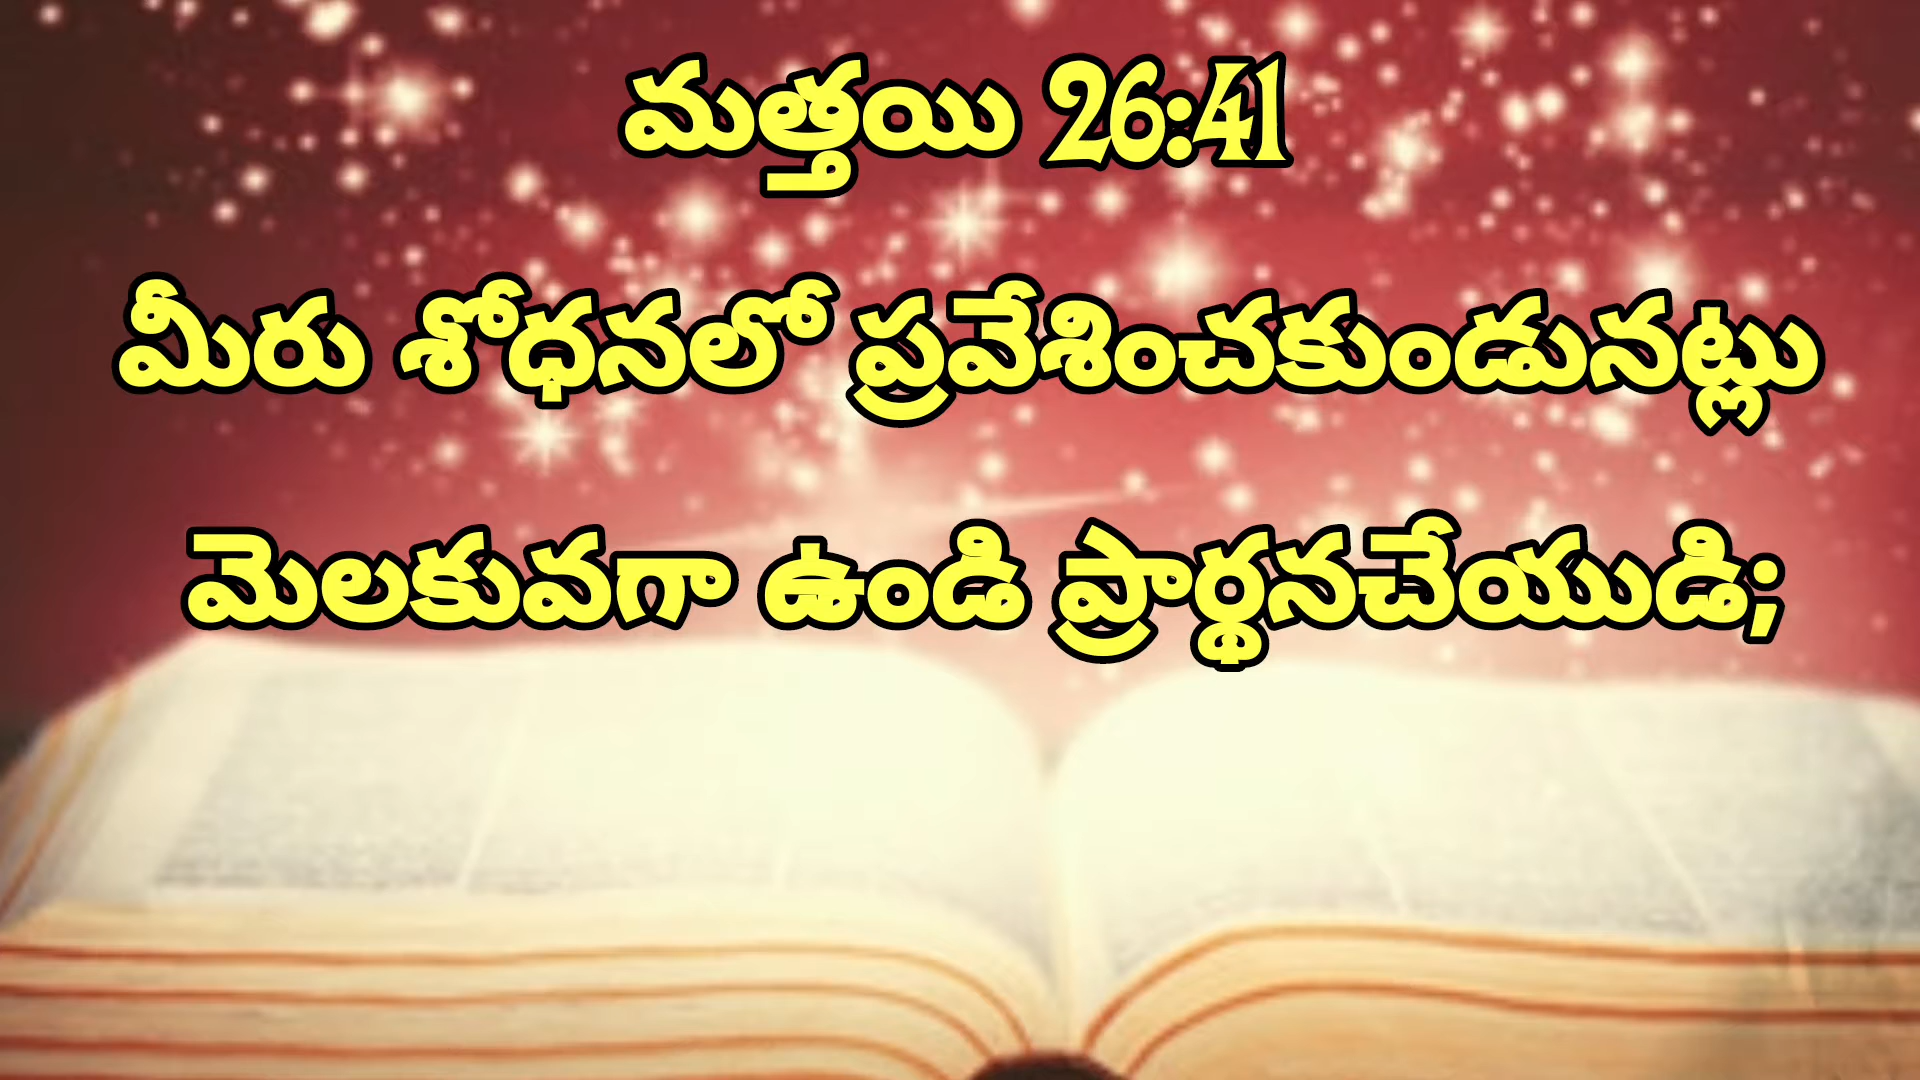 మత్తయి 26:41
మీరు శోధనలో ప్రవేశించకుండునట్లు
మెలకువగా ఉండి ప్రార్థనచేయుడి;